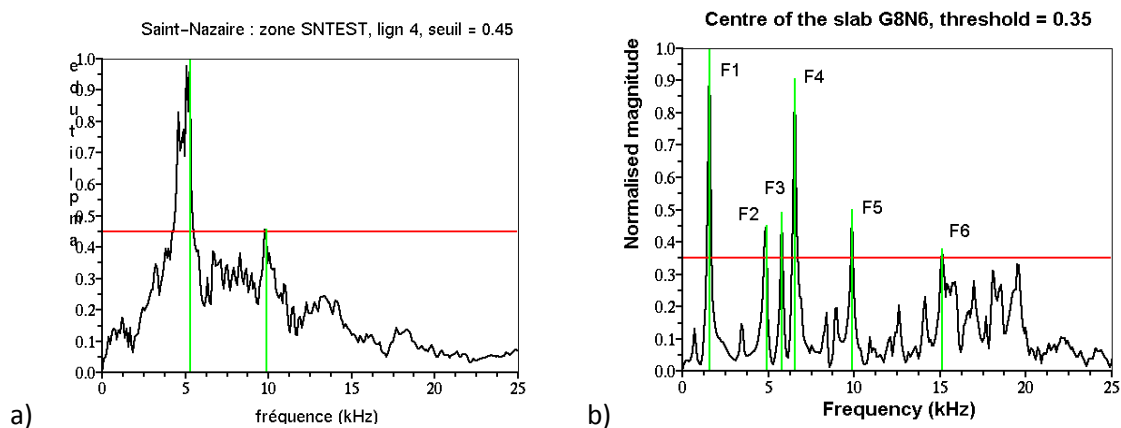 Saint-Nazaire : zone SNTEST, lign 4, seuil = 0.45
1.0
0.9
0.8
0.7
0.6
0.5
0.4
0.3
0.2
0.1
0.0
e
d
u
t
i
l
p
m
a
0
5
10
15
20
25
fréquence (kHz)
a)
Centre of the slab G8N6, threshold = 0.35
1.0
0.9
0.8
0.7
0.6
0.5
0.4
0.3
0.2
0.1
0.0
Normalised magnitude
F1
F2
F3
F4
F5
F6
0
5
10
15
20
25
Frequency (kHz)
b)